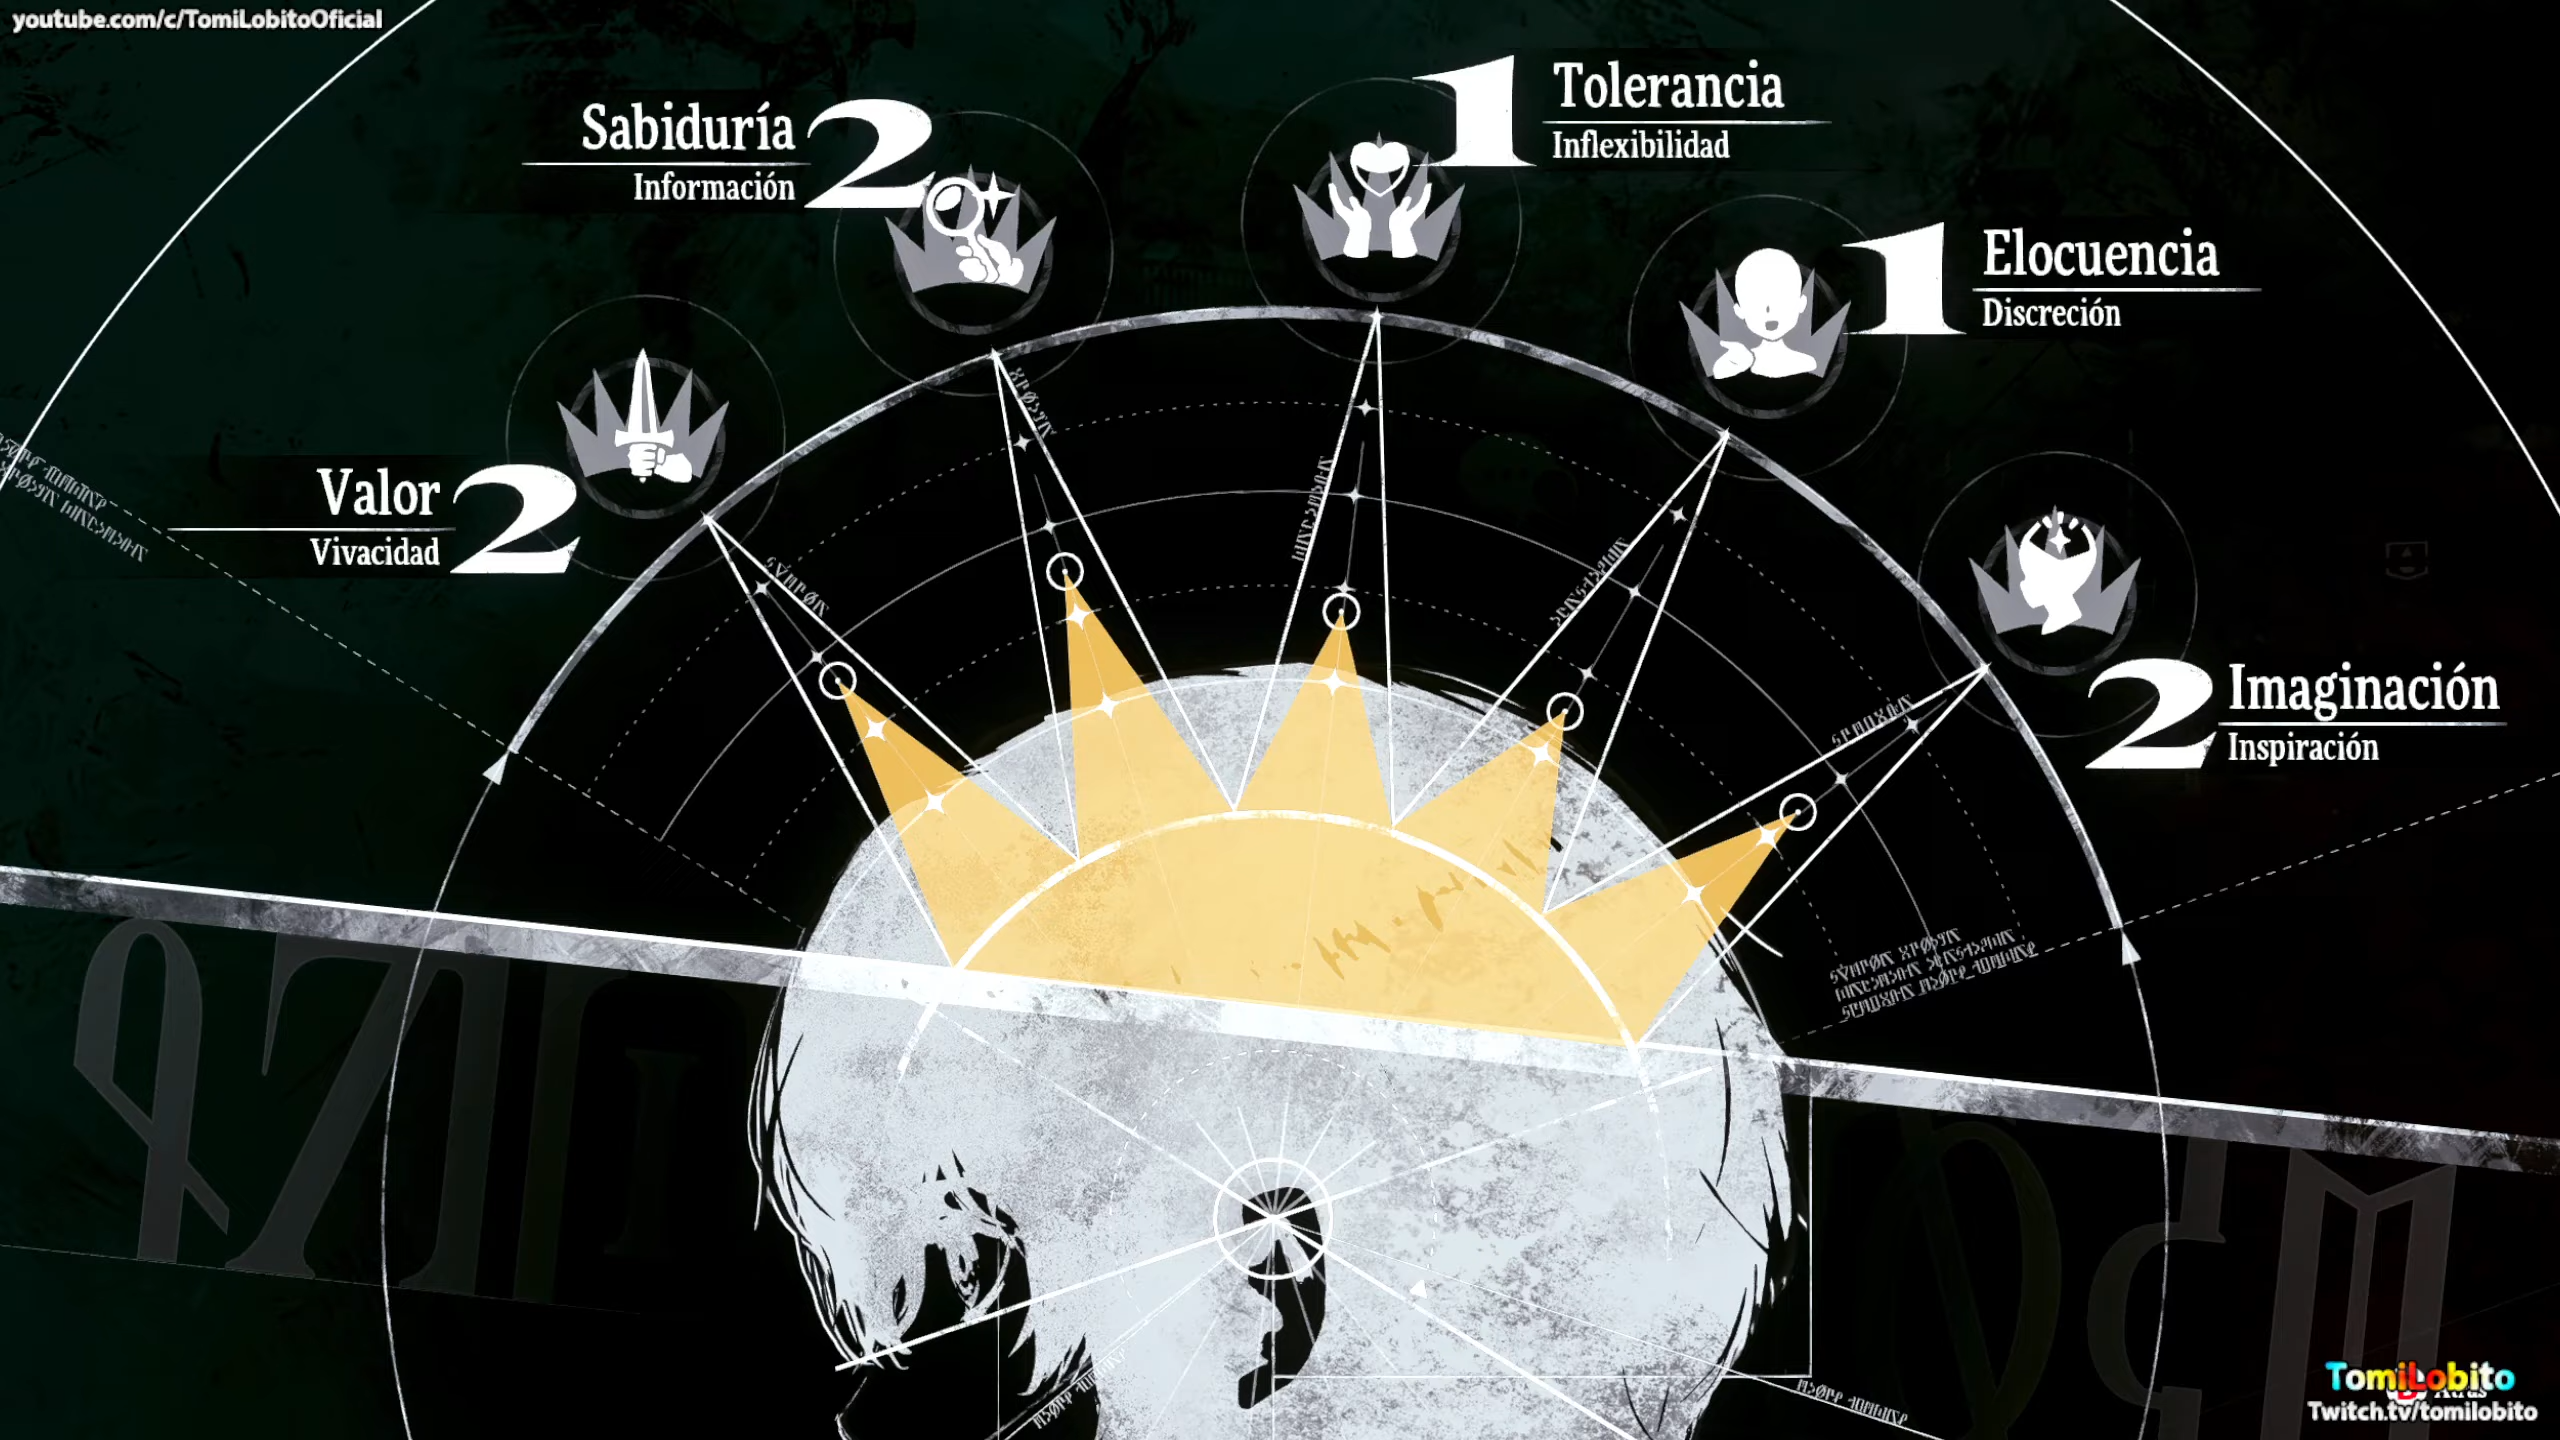 youtube.com/c/TomiLobitoOficial
1 Tolerancia
Inflexibilidad
Sabiduría 2
Información
1 Elocuencia
Discreción
Valor 2
Vivacidad
2 Imaginación
Inspiración
TomiLobito
Atrás
Twitch.tv/tomilobito